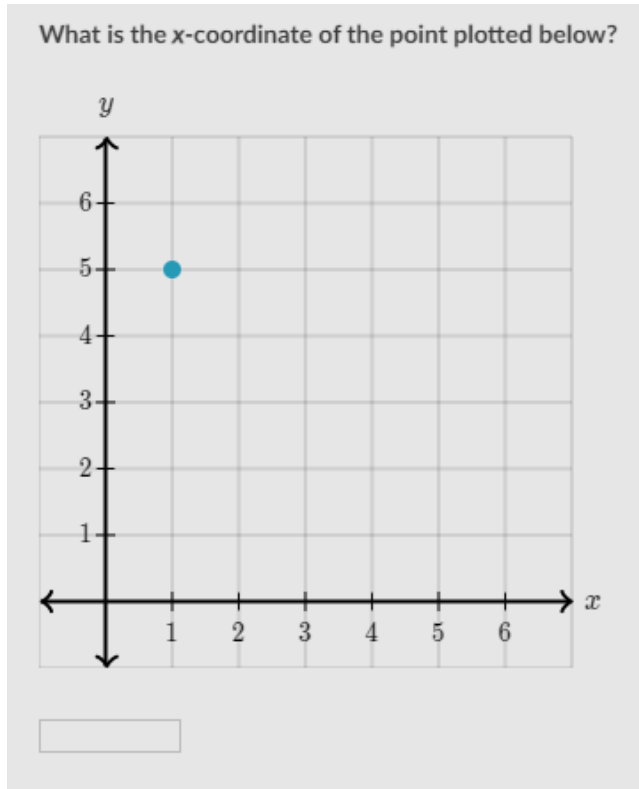 What is the x-coordinate of the point plotted below?
y
6
5
4
3
2
1
x
1 2 3 4 5 6